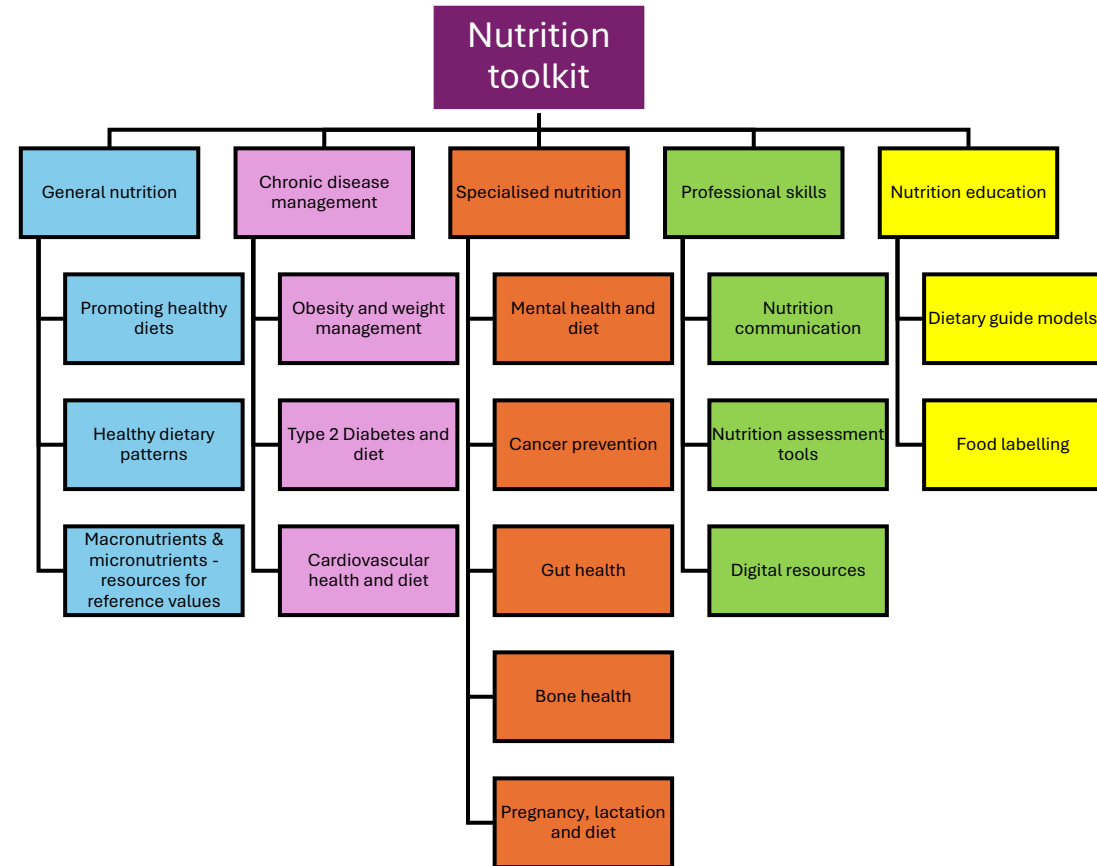 Nutrition
toolkit
General nutrition
Chronic disease
management
Specialised nutrition
Professional skills
Nutrition education
Promoting healthy
diets
Obesity and weight
management
Mental health and
diet
Nutrition
communication
Dietary guide models
Healthy dietary
patterns
Type 2 Diabetes and
diet
Cancer prevention
Nutrition assessment
tools
Food labelling
Macronutrients &
micronutrients -
resources for
reference values
Cardiovascular
health and diet
Gut health
Digital resources
Bone health
Pregnancy, lactation
and diet